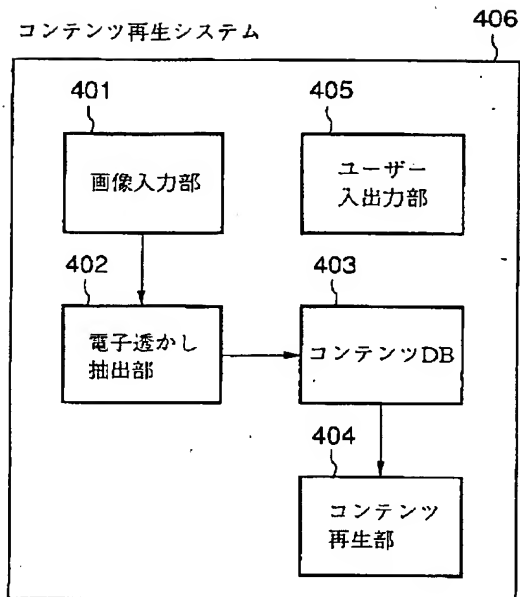 コンテンツ再生システム
406
401
画像入力部
405
ユーザー
入出力部
402
電子透かし
抽出部
403
コンテンツDB
404
コンテンツ
再生部